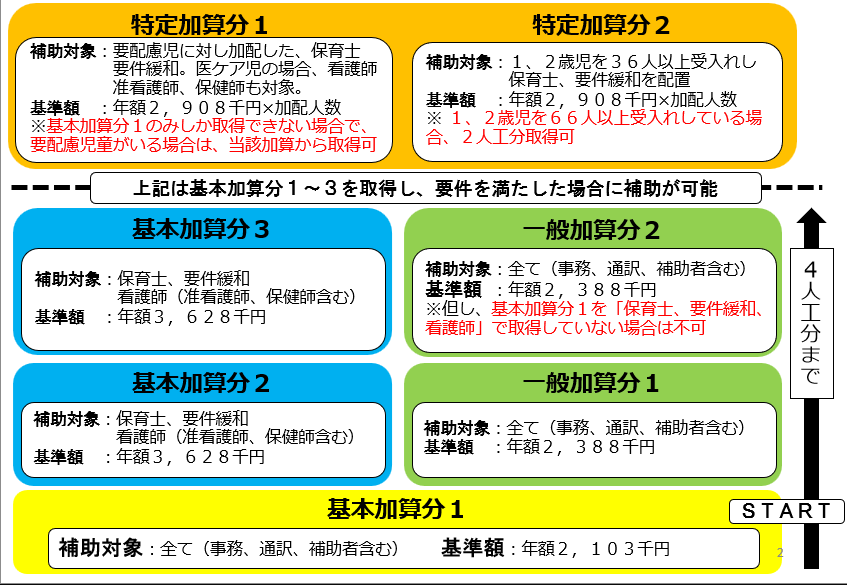 特定加算分１
補助対象：要配慮児に対し加配した、保育士
要件緩和。医ケア児の場合、看護師
准看護師、保健師も対象。
基準額　：年額２，９０８千円×加配人数
※基本加算分１のみしか取得できない場合で、
要配慮児童がいる場合は、当該加算から取得可
特定加算分２
補助対象：１、２歳児を３６人以上受入れし
保育士、要件緩和を配置
基準額　：年額２，９０８千円×加配人数
※ １、２歳児を６６人以上受入れしている場
合、２人工分取得可
上記は基本加算分１～３を取得し、要件を満たした場合に補助が可能
基本加算分３
補助対象：保育士、要件緩和
看護師（准看護師、保健師含む）
基準額　：年額３，６２８千円
一般加算分２
補助対象：全て（事務、通訳、補助者含む）
基準額　：年額２，３８８千円
※但し、基本加算分１を「保育士、要件緩和、
看護師」で取得していない場合は不可
４人工分まで
基本加算分２
補助対象：保育士、要件緩和
看護師（准看護師、保健師含む）
基準額　：年額３，６２８千円
一般加算分１
補助対象：全て（事務、通訳、補助者含む）
基準額　：年額２，３８８千円
基本加算分１
ＳＴＡＲＴ
補助対象：全て（事務、通訳、補助者含む）　　基準額：年額２，１０３千円
2